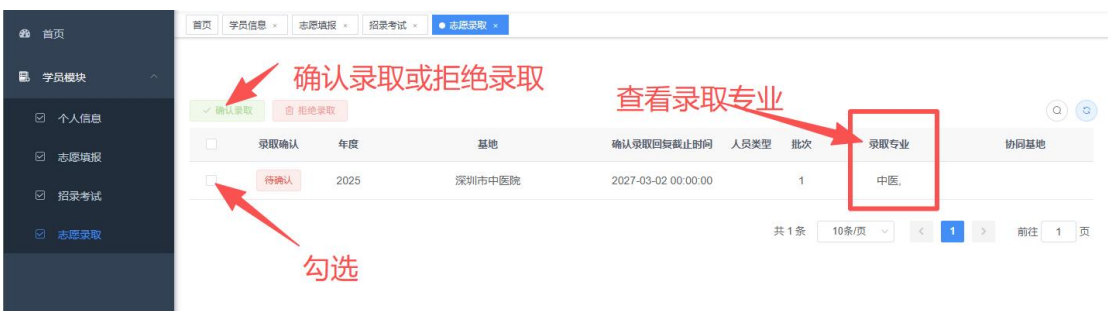 首页
首页 学员信息 × 志愿填报 × 招录考试 × 志愿录取 ×
学员模块
个人信息
志愿填报
招录考试
志愿录取
确认录取或拒绝录取
查看录取专业
确认录取 拒绝录取
录取确认 年度 基地 确认录取回复截止时间 人员类型 批次 录取专业 协同基地
待确认 2025 深圳市中医院 2027-03-02 00:00:00 1 中医,
共 1 条 10条/页 < 1 > 前往 1 页
勾选